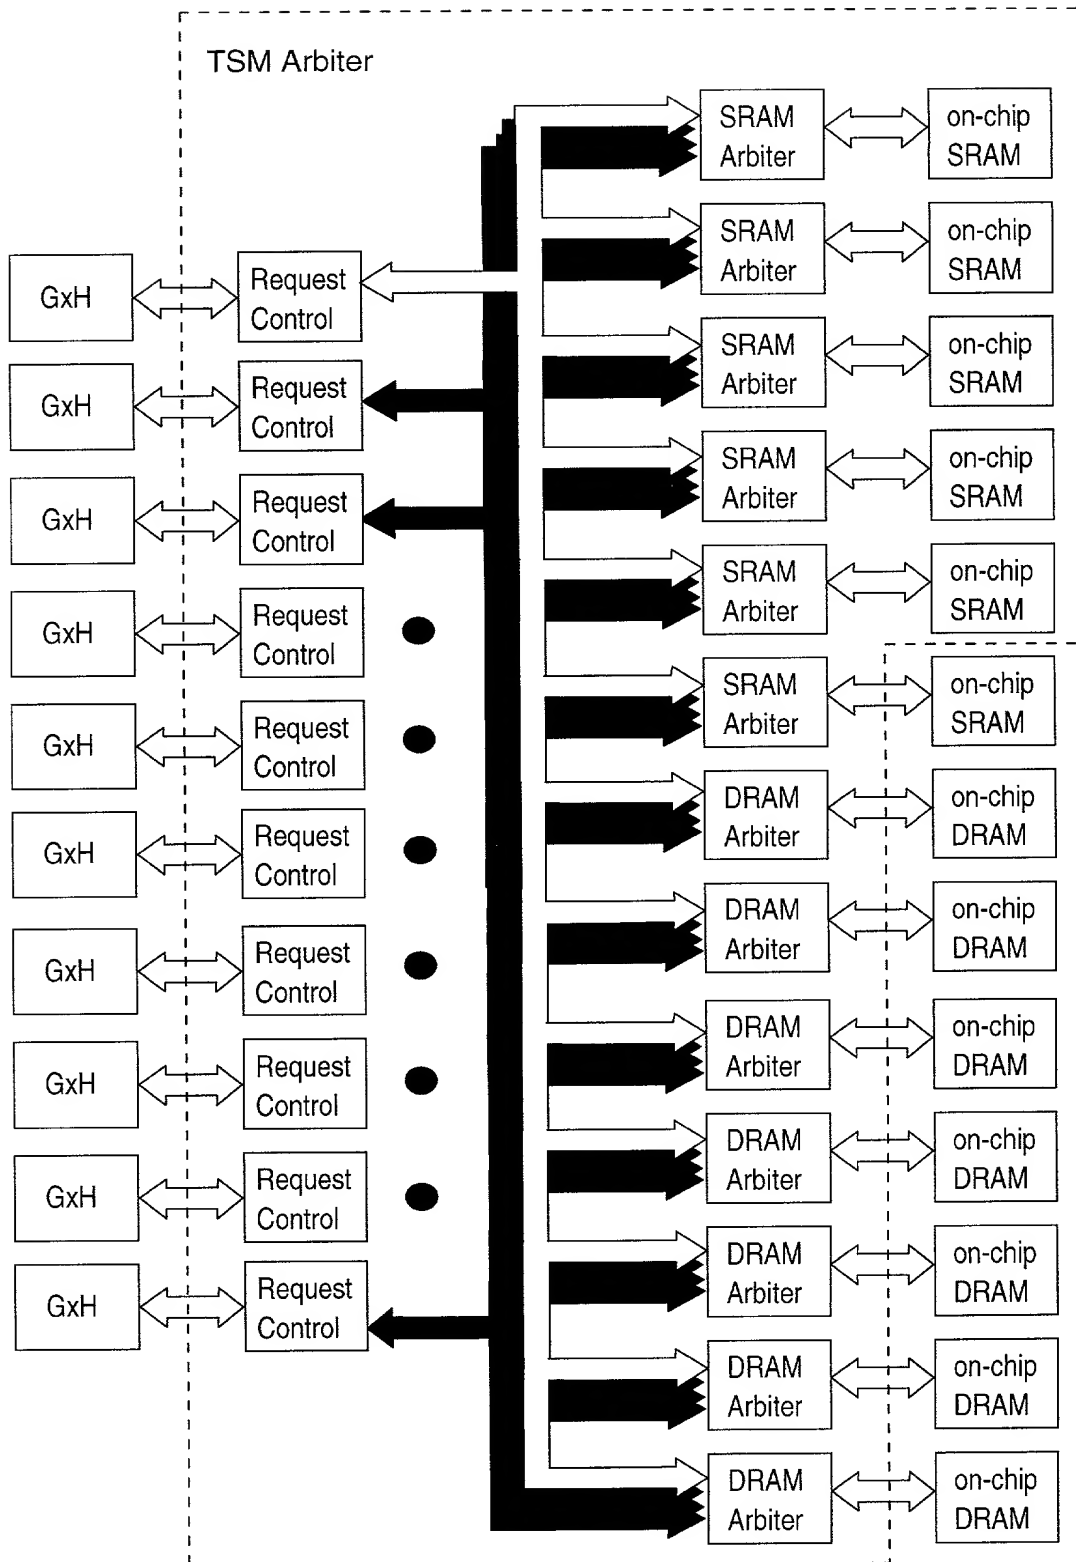 TSM Arbiter
SRAM
Arbiter
on-chip
SRAM
SRAM
Arbiter
on-chip
SRAM
GxH
Request
Control
SRAM
Arbiter
on-chip
SRAM
GxH
Request
Control
SRAM
Arbiter
on-chip
SRAM
GxH
Request
Control
SRAM
Arbiter
on-chip
SRAM
GxH
Request
Control
SRAM
Arbiter
on-chip
SRAM
GxH
Request
Control
DRAM
Arbiter
on-chip
DRAM
GxH
Request
Control
DRAM
Arbiter
on-chip
DRAM
GxH
Request
Control
DRAM
Arbiter
on-chip
DRAM
GxH
Request
Control
DRAM
Arbiter
on-chip
DRAM
GxH
Request
Control
DRAM
Arbiter
on-chip
DRAM
GxH
Request
Control
DRAM
Arbiter
on-chip
DRAM
DRAM
Arbiter
on-chip
DRAM